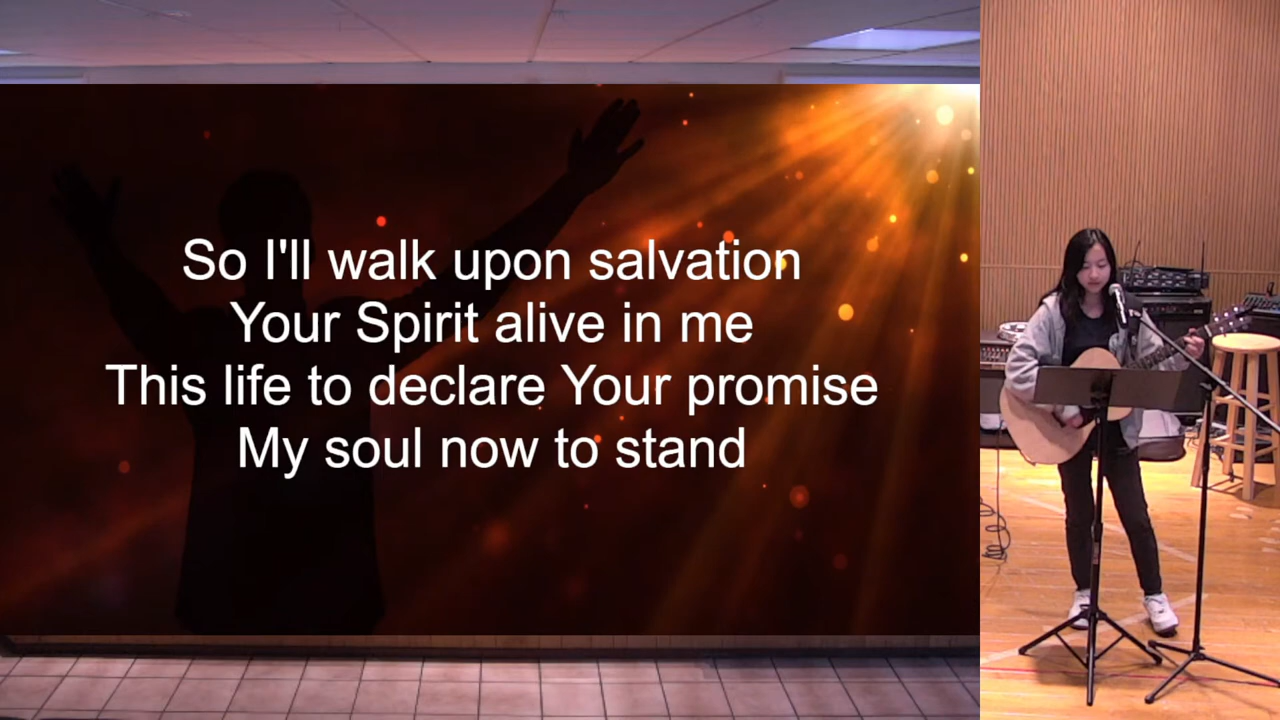 So I'll walk upon salvation
Your Spirit alive in me
This life to declare Your promise
My soul now to stand